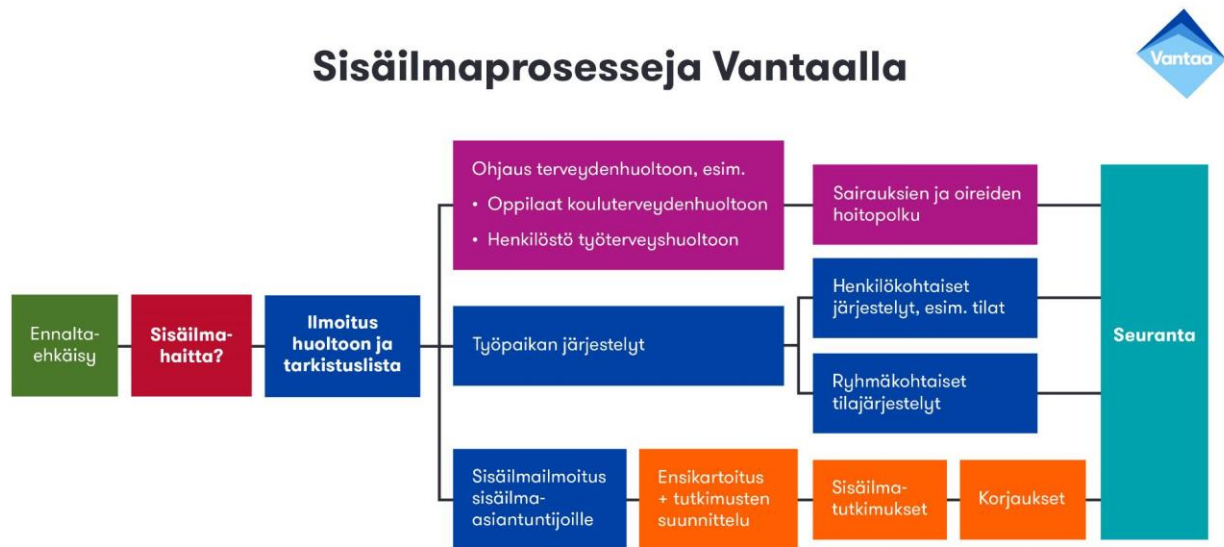 Sisäilmaprosesseja Vantaalla
Vantaa
Ennalta-
ehkäisy
Sisäilma-
haitta?
Ilmoitus
huoltoon ja
tarkistuslista
Ohjaus terveydenhuoltoon, esim.
• Oppilaat kouluterveydenhuoltoon
• Henkilöstö työterveyshuoltoon
Sairauksien ja oireiden
hoitopolku
Työpaikan järjestelyt
Henkilökohtaiset
järjestelyt, esim. tilat
Ryhmäkohtaiset
tilajärjestelyt
Sisäilmailmoitus
sisäilma-
asiantuntijoille
Ensikartoitus
+ tutkimusten
suunnittelu
Sisäilma-
tutkimukset
Korjaukset
Seuranta